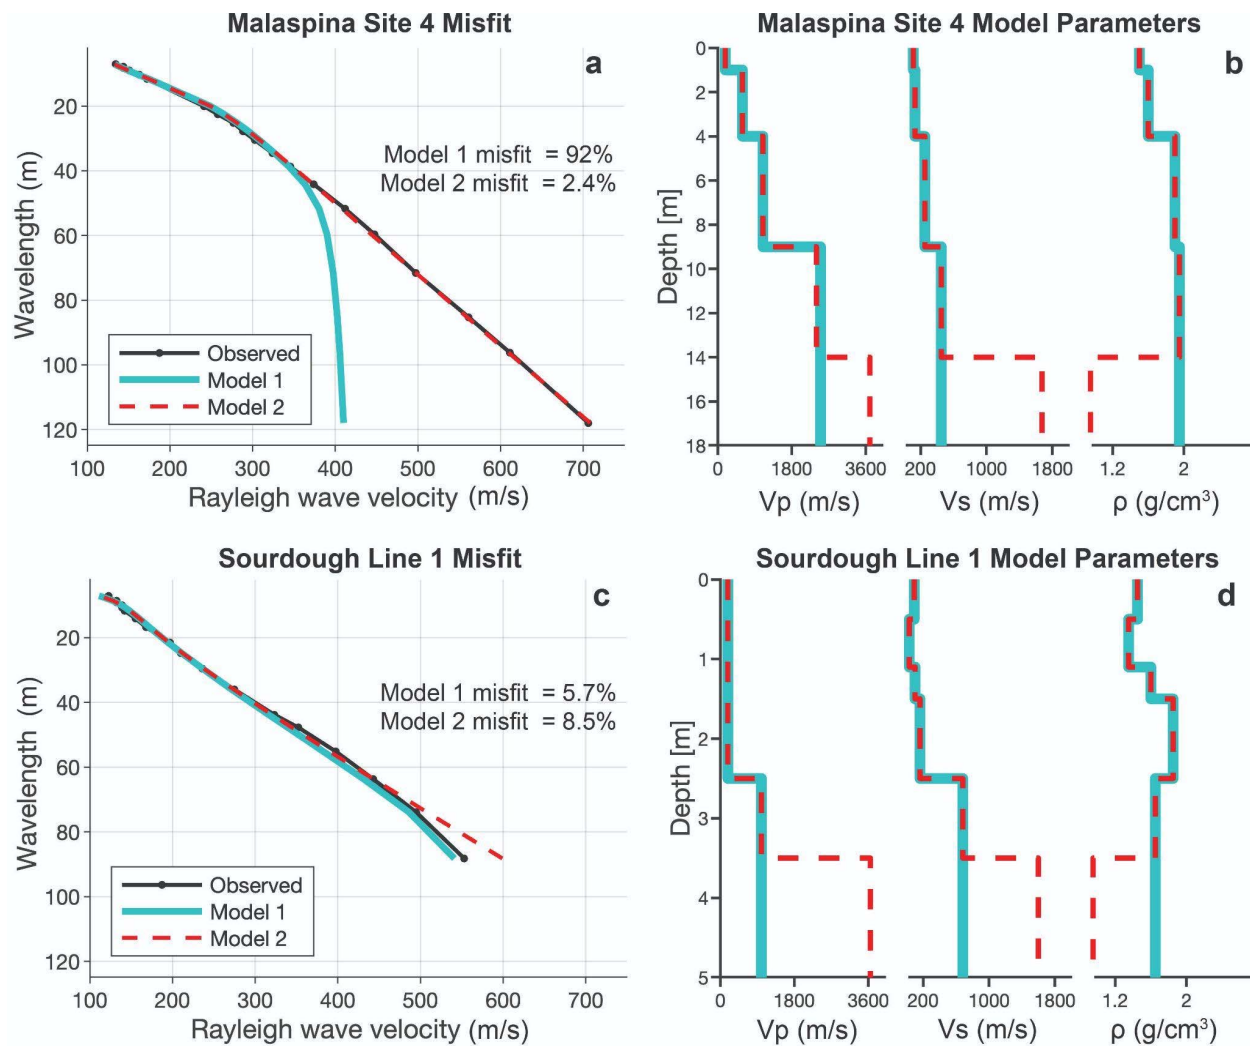 Malaspina Site 4 Misfit
a
Wavelength (m)
20
40
60
80
100
120
Model 1 misfit = 92%
Model 2 misfit = 2.4%
Observed
Model 1
Model 2
100 200 300 400 500 600 700
Rayleigh wave velocity (m/s)
Malaspina Site 4 Model Parameters
b
Depth [m]
0
2
4
6
8
10
12
14
16
18
0 1800 3600
200 1000 1800
1.2 2
Vp (m/s)
Vs (m/s)
ρ (g/cm³)
Sourdough Line 1 Misfit
c
Wavelength (m)
20
40
60
80
100
120
Model 1 misfit = 5.7%
Model 2 misfit = 8.5%
Observed
Model 1
Model 2
100 200 300 400 500 600 700
Rayleigh wave velocity (m/s)
Sourdough Line 1 Model Parameters
d
Depth [m]
0
1
2
3
4
5
0 1800 3600
200 1000 1800
1.2 2
Vp (m/s)
Vs (m/s)
ρ (g/cm³)